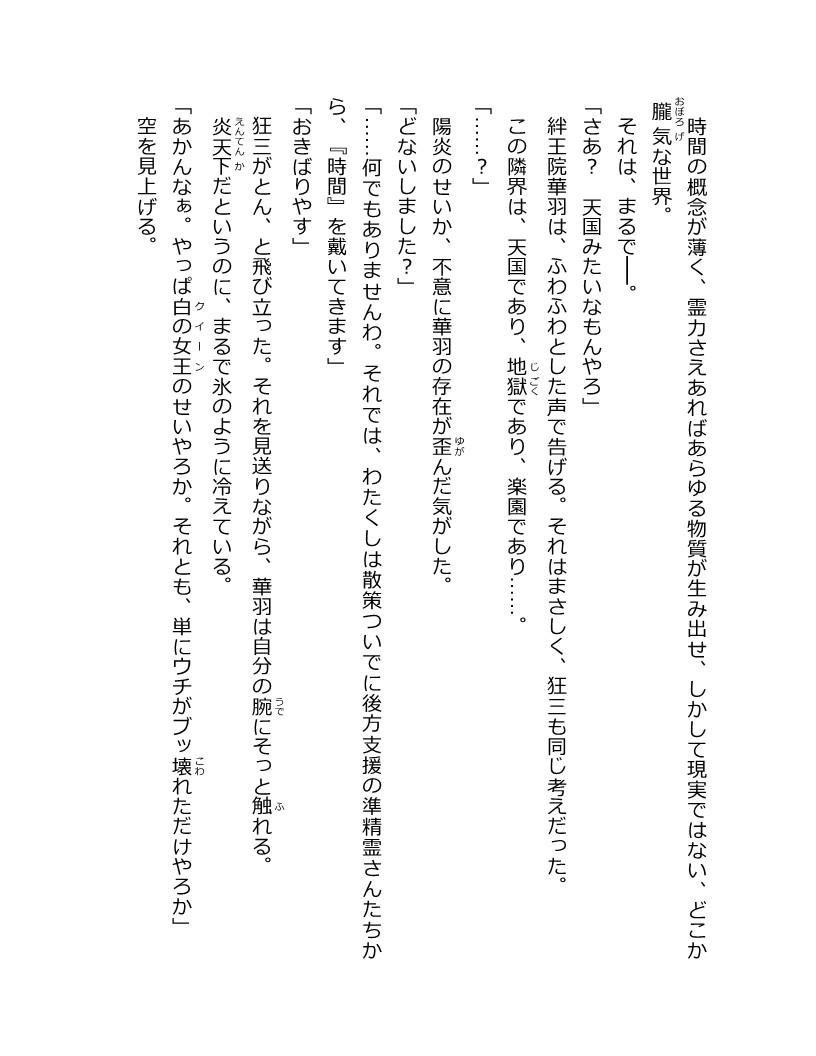 時間の概念が薄く、霊力さえあればあらゆる物質が生み出せ、しかして現実ではない、どこか
朧気な世界。
それは、まるで――。
「さあ？　天国みたいなもんやろ」
絆王院華羽は、ふわふわとした声で告げる。それはまさしく、狂三も同じ考えだった。
この隣界は、天国であり、地獄であり、楽園であり……。
「……？」
陽炎のせいか、不意に華羽の存在が歪んだ気がした。
「どないしました？」
「……何でもありませんわ。それでは、わたくしは散策ついでに後方支援の準精霊さんたちか
ら、『時間』を戴いてきます」
「おきばりやす」
狂三がとん、と飛び立った。それを見送りながら、華羽は自分の腕にそっと触れる。
炎天下だというのに、まるで氷のように冷えている。
「あかんなぁ。やっぱ白の女王のせいやろか。それとも、単にウチがブッ壊れただけやろか」
空を見上げる。